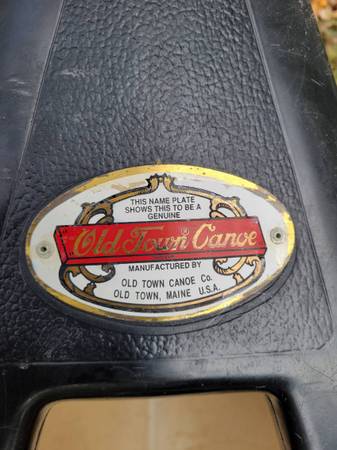 THIS NAME PLATE
SHOWS THIS TO BE A
GENUINE
Old Town® Canoe
MANUFACTURED BY
OLD TOWN CANOE Co.
OLD TOWN, MAINE U.S.A.